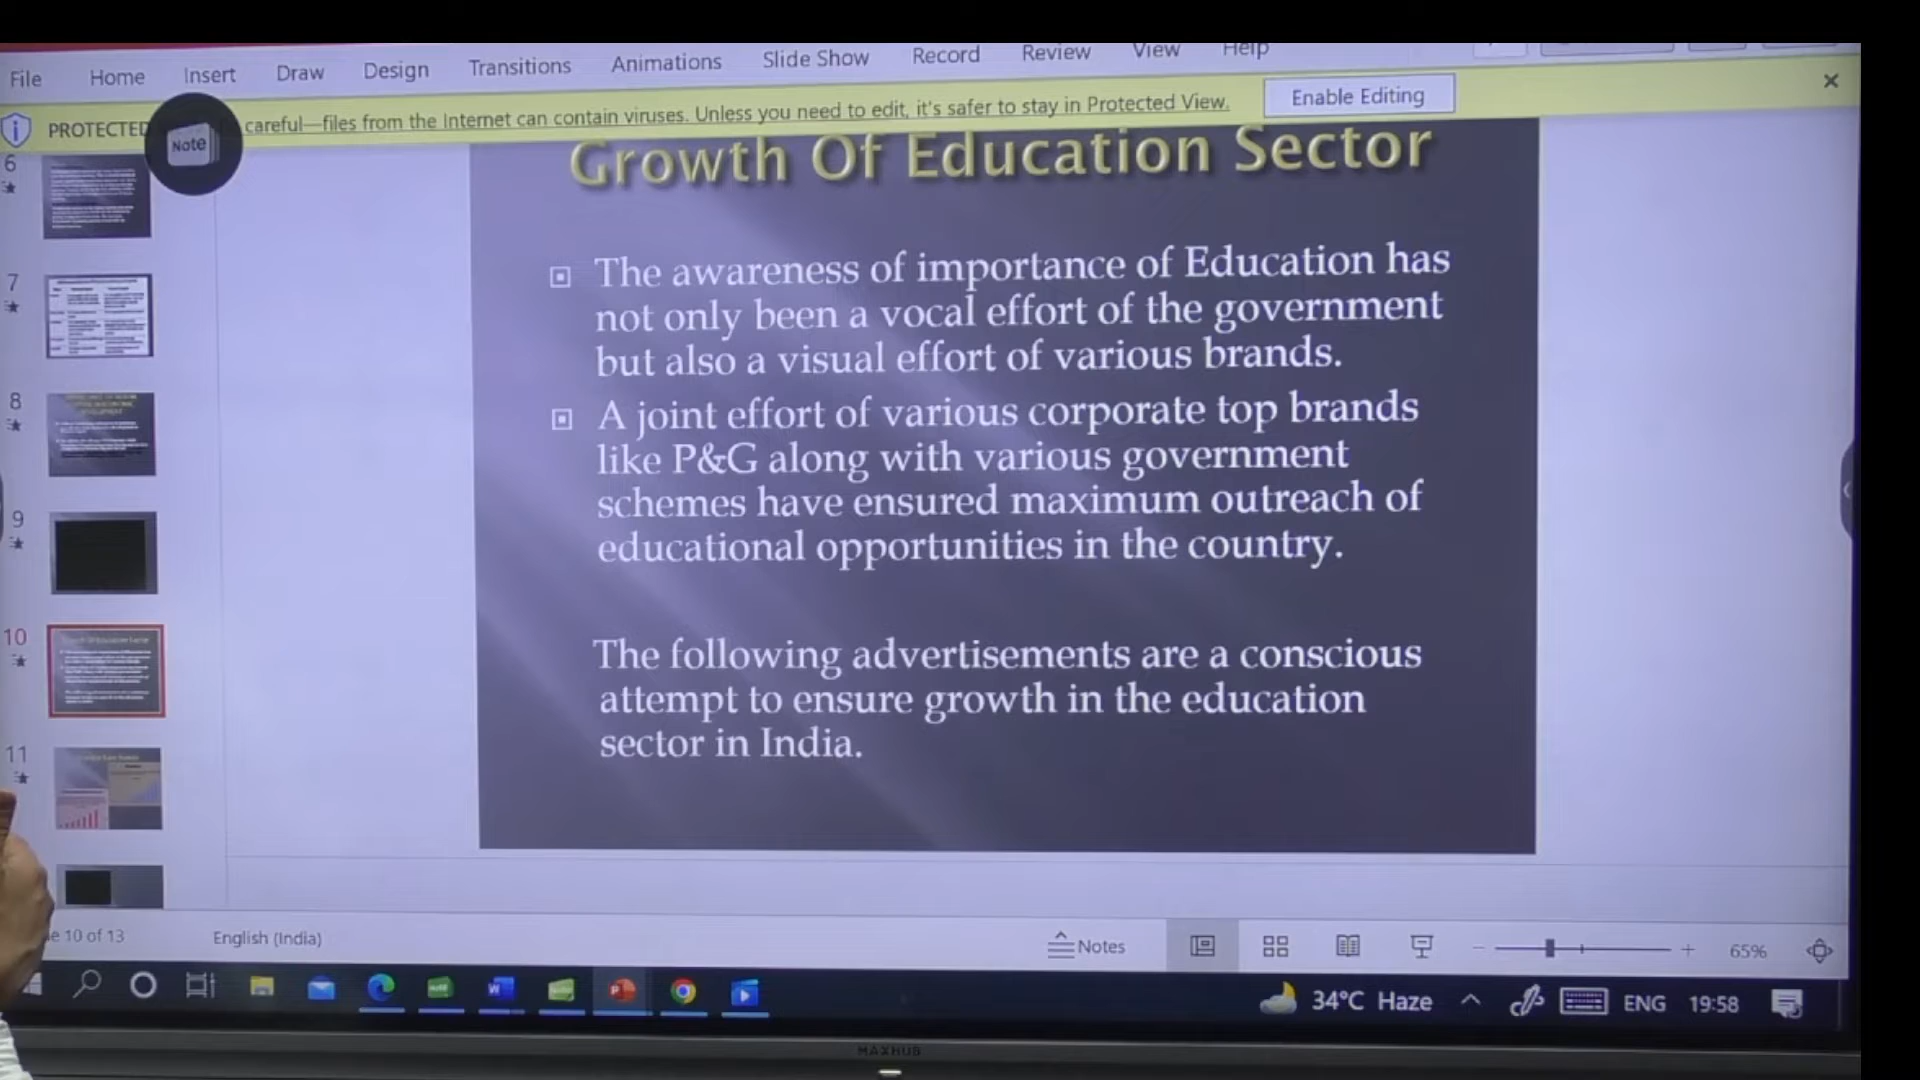 File Home Insert Draw Design Transitions Animations Slide Show Record Review View Help
PROTECTED careful—files from the Internet can contain viruses. Unless you need to edit, it's safer to stay in Protected View. Enable Editing
Note
Growth Of Education Sector
The awareness of importance of Education has
not only been a vocal effort of the government
but also a visual effort of various brands.
A joint effort of various corporate top brands
like P&G along with various government
schemes have ensured maximum outreach of
educational opportunities in the country.
The following advertisements are a conscious
attempt to ensure growth in the education
sector in India.
6
7
8
9
10
11
10 of 13 English (India) Notes 65%
34°C Haze ENG 19:58
MAXHUB